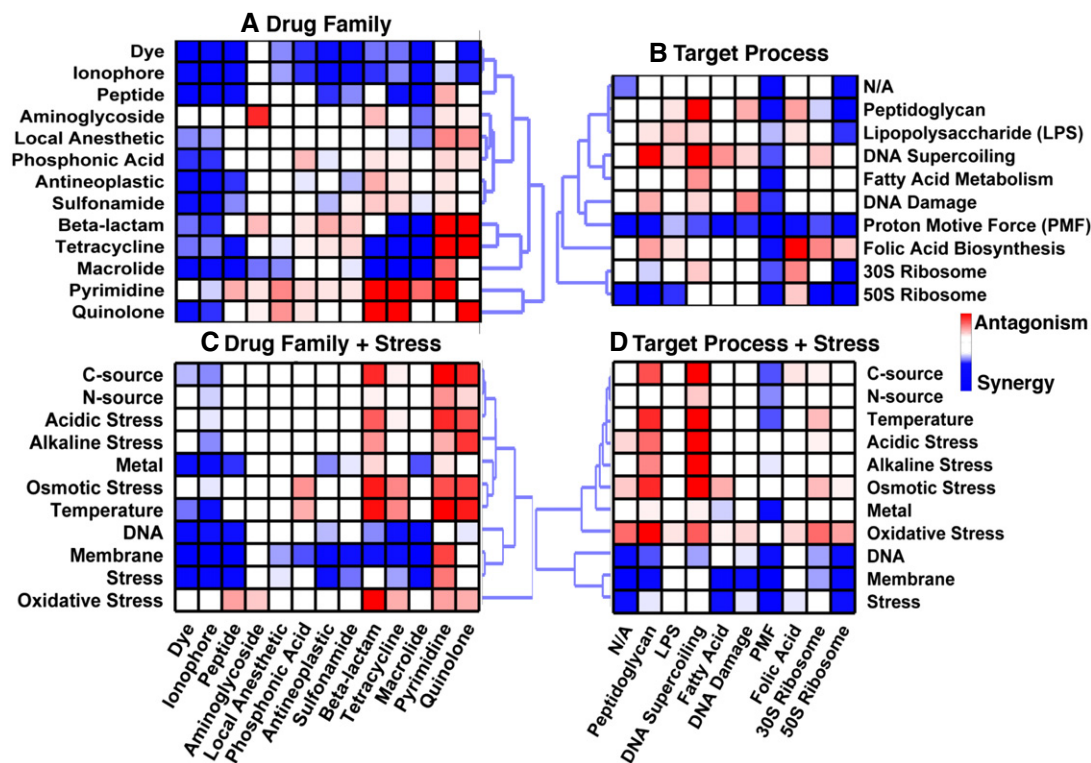 A Drug Family
Dye
Ionophore
Peptide
Aminoglycoside
Local Anesthetic
Phosphonic Acid
Antineoplastic
Sulfonamide
Beta-lactam
Tetracycline
Macrolide
Pyrimidine
Quinolone
B Target Process
N/A
Peptidoglycan
Lipopolysaccharide (LPS)
DNA Supercoiling
Fatty Acid Metabolism
DNA Damage
Proton Motive Force (PMF)
Folic Acid Biosynthesis
30S Ribosome
50S Ribosome
Antagonism
Synergy
C Drug Family + Stress
C-source
N-source
Acidic Stress
Alkaline Stress
Metal
Osmotic Stress
Temperature
DNA
Membrane
Stress
Oxidative Stress
Dye
Ionophore
Peptide
Aminoglycoside
Local Anesthetic
Phosphonic Acid
Antineoplastic
Sulfonamide
Beta-lactam
Tetracycline
Macrolide
Pyrimidine
Quinolone
D Target Process + Stress
C-source
N-source
Temperature
Acidic Stress
Alkaline Stress
Osmotic Stress
Metal
Oxidative Stress
DNA
Membrane
Stress
N/A
Peptidoglycan
LPS
DNA Supercoiling
Fatty Acid
DNA Damage
PMF
Folic Acid
30S Ribosome
50S Ribosome